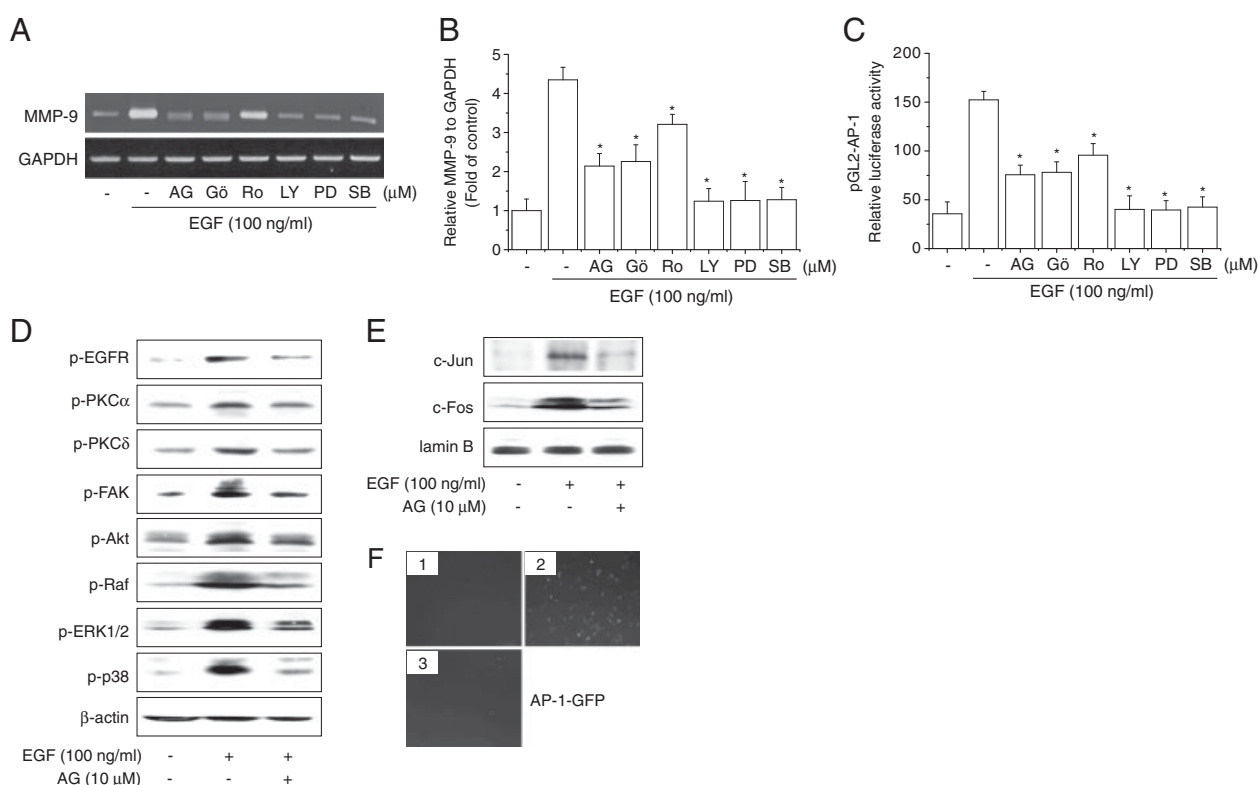 A
MMP-9
GAPDH
- - AG Gö Ro LY PD SB (μM)
EGF (100 ng/ml)
B
Relative MMP-9 to GAPDH
(Fold of control)
5
4
3
2
1
0
* * * * * *
- - AG Gö Ro LY PD SB (μM)
EGF (100 ng/ml)
C
pGL2-AP-1
Relative luciferase activity
200
150
100
50
0
* * * * * *
- - AG Gö Ro LY PD SB (μM)
EGF (100 ng/ml)
D
p-EGFR
p-PKCα
p-PKCδ
p-FAK
p-Akt
p-Raf
p-ERK1/2
p-p38
β-actin
EGF (100 ng/ml) - + +
AG (10 μM) - - +
E
c-Jun
c-Fos
lamin B
EGF (100 ng/ml) - + +
AG (10 μM) - - +
F
1
2
3
AP-1-GFP